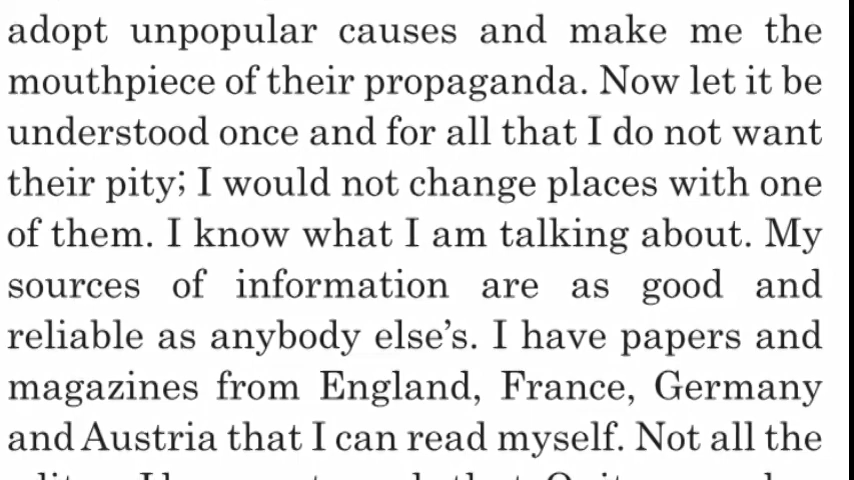 adopt unpopular causes and make me the
mouthpiece of their propaganda. Now let it be
understood once and for all that I do not want
their pity; I would not change places with one
of them. I know what I am talking about. My
sources of information are as good and
reliable as anybody else’s. I have papers and
magazines from England, France, Germany
and Austria that I can read myself. Not all the